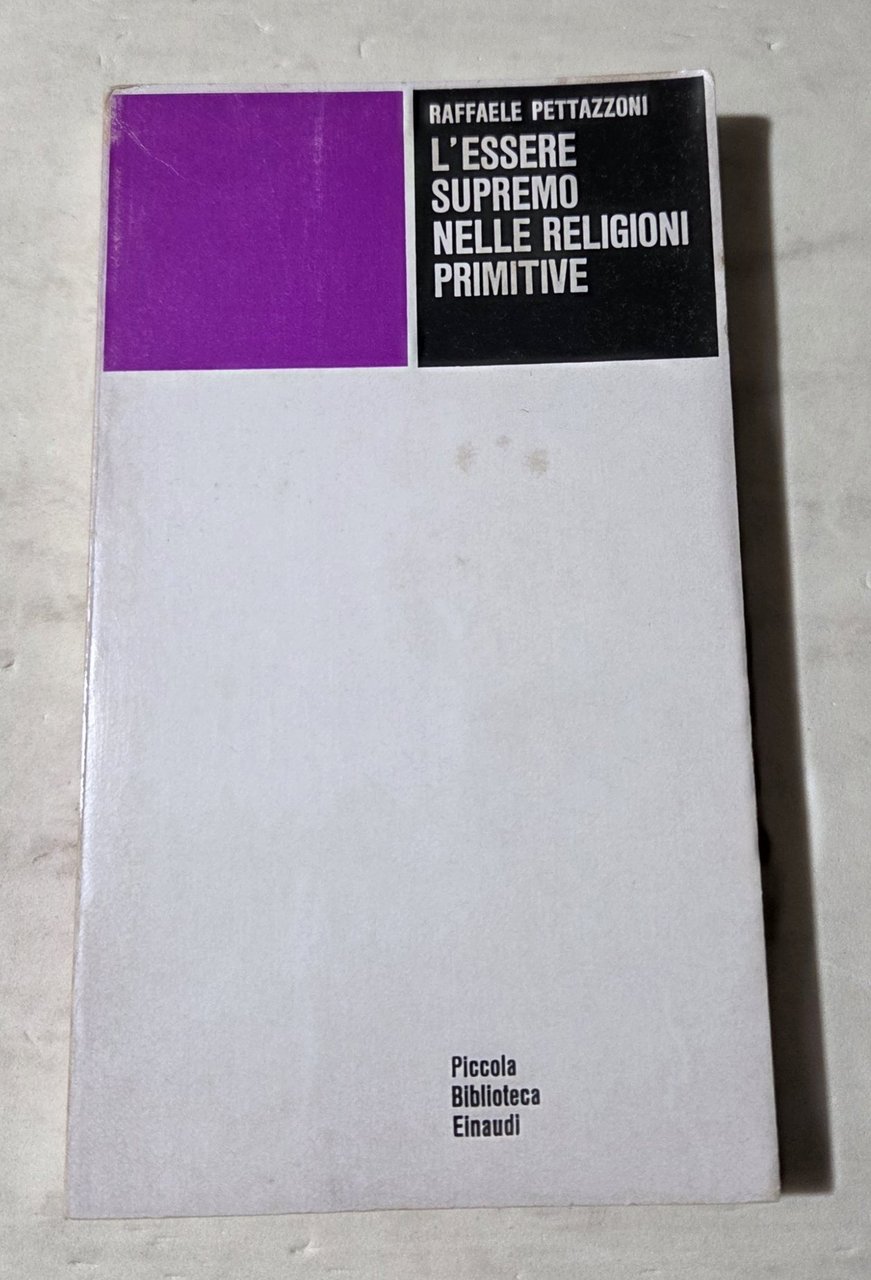 RAFFAELE PETTAZZONI
L'ESSERE
SUPREMO
NELLE RELIGIONI
PRIMITIVE
Piccola
Biblioteca
Einaudi